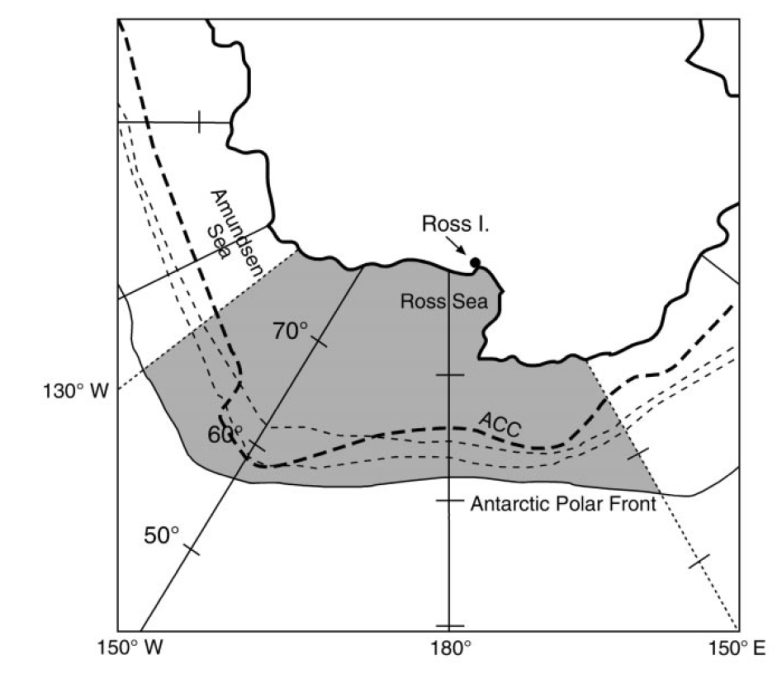 Ross I.
Amundsen
Sea
Ross Sea
70°
130° W
ACC
60°
Antarctic Polar Front
50°
150° W
180°
150° E